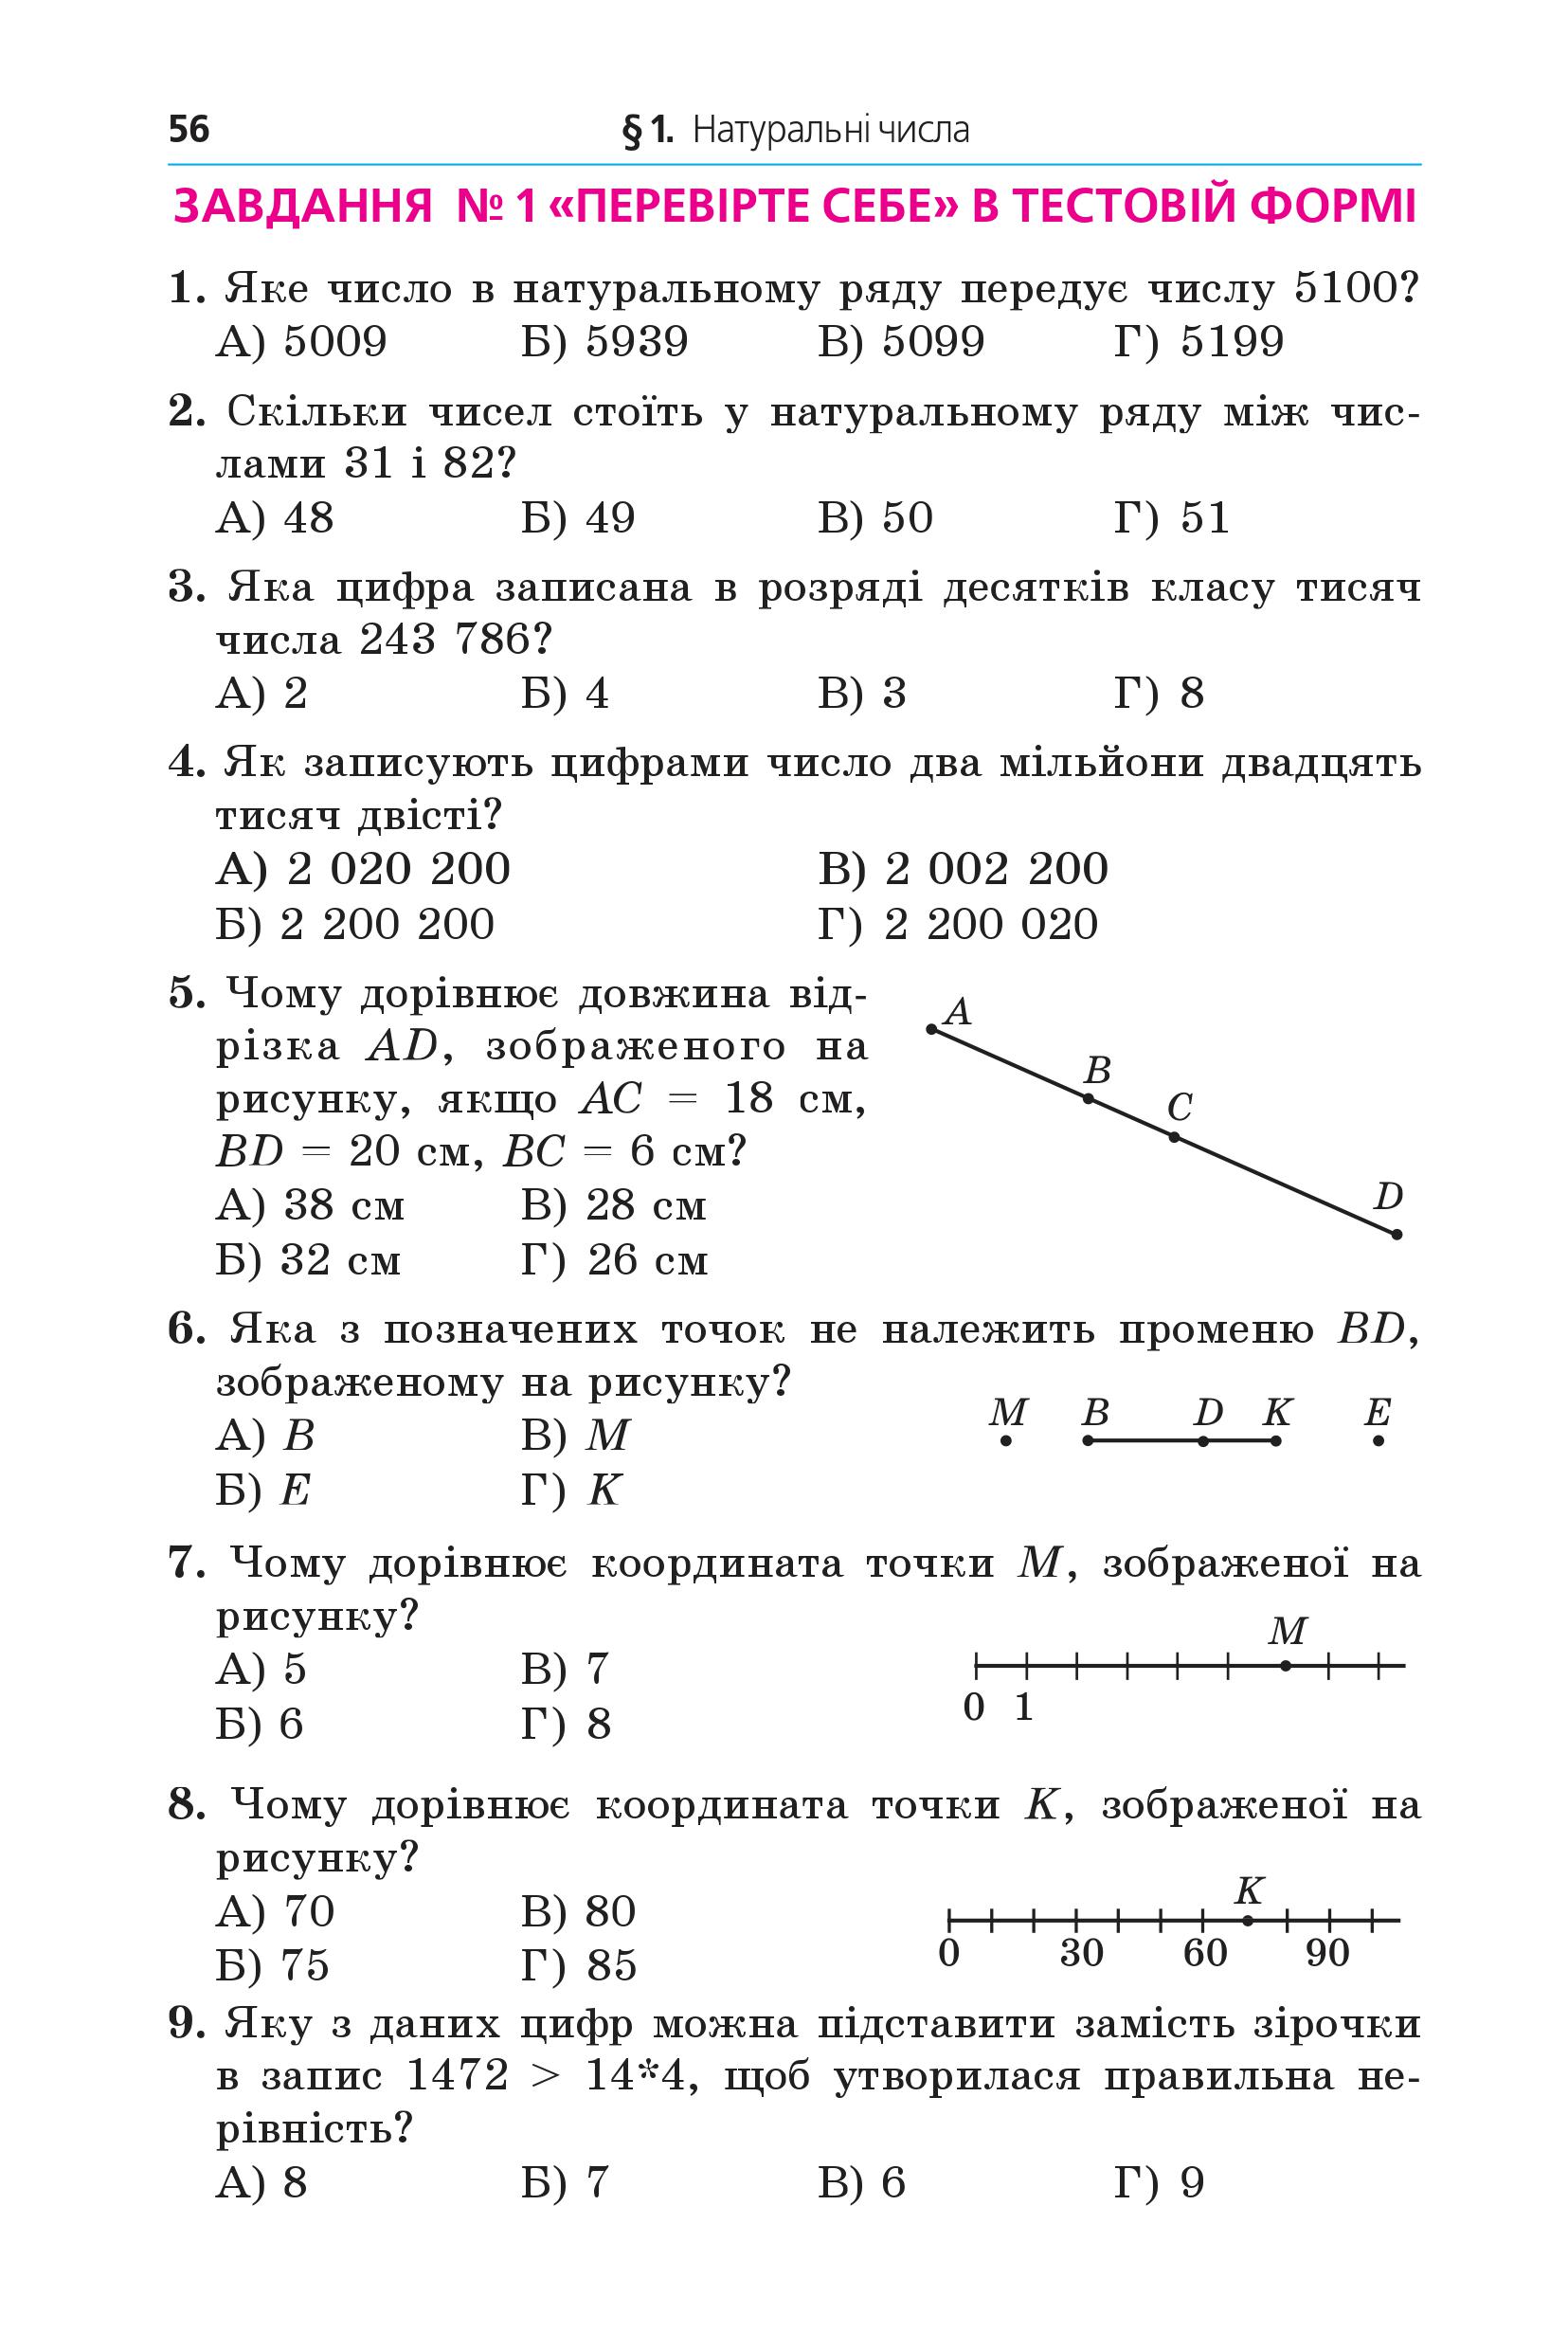 56
§ 1. Натуральні числа
ЗАВДАННЯ № 1 «ПЕРЕВІРТЕ СЕБЕ» В ТЕСТОВІЙ ФОРМІ
1. Яке число в натуральному ряду передує числу 5100?
А) 5009 Б) 5939 В) 5099 Г) 5199
2. Скільки чисел стоїть у натуральному ряду між чис-
лами 31 і 82?
А) 48 Б) 49 В) 50 Г) 51
3. Яка цифра записана в розряді десятків класу тисяч
числа 243 786?
А) 2 Б) 4 В) 3 Г) 8
4. Як записують цифрами число два мільйони двадцять
тисяч двісті?
А) 2 020 200 В) 2 002 200
Б) 2 200 200 Г) 2 200 020
5. Чому дорівнює довжина від-
різка AD, зображеного на
рисунку, якщо AC = 18 см,
BD = 20 см, BC = 6 см?
А) 38 см В) 28 см
Б) 32 см Г) 26 см
A
B
C
D
6. Яка з позначених точок не належить променю BD,
зображеному на рисунку?
А) B В) M
Б) E Г) K
M B D K E
7. Чому дорівнює координата точки M, зображеної на
рисунку?
А) 5 В) 7
Б) 6 Г) 8
M
0 1
8. Чому дорівнює координата точки K, зображеної на
рисунку?
А) 70 В) 80
Б) 75 Г) 85
K
0 30 60 90
9. Яку з даних цифр можна підставити замість зірочки
в запис 1472 > 14*4, щоб утворилася правильна не-
рівність?
А) 8 Б) 7 В) 6 Г) 9